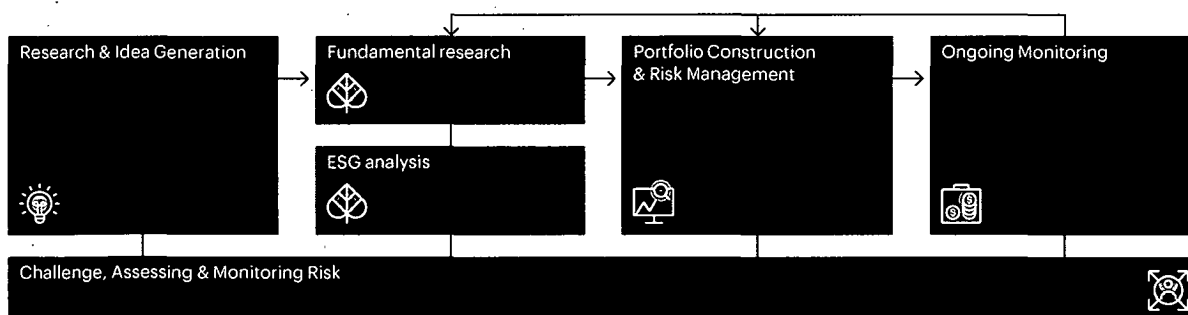 Research & Idea Generation
Fundamental research
ESG analysis
Portfolio Construction
& Risk Management
Ongoing Monitoring
Challenge, Assessing & Monitoring Risk